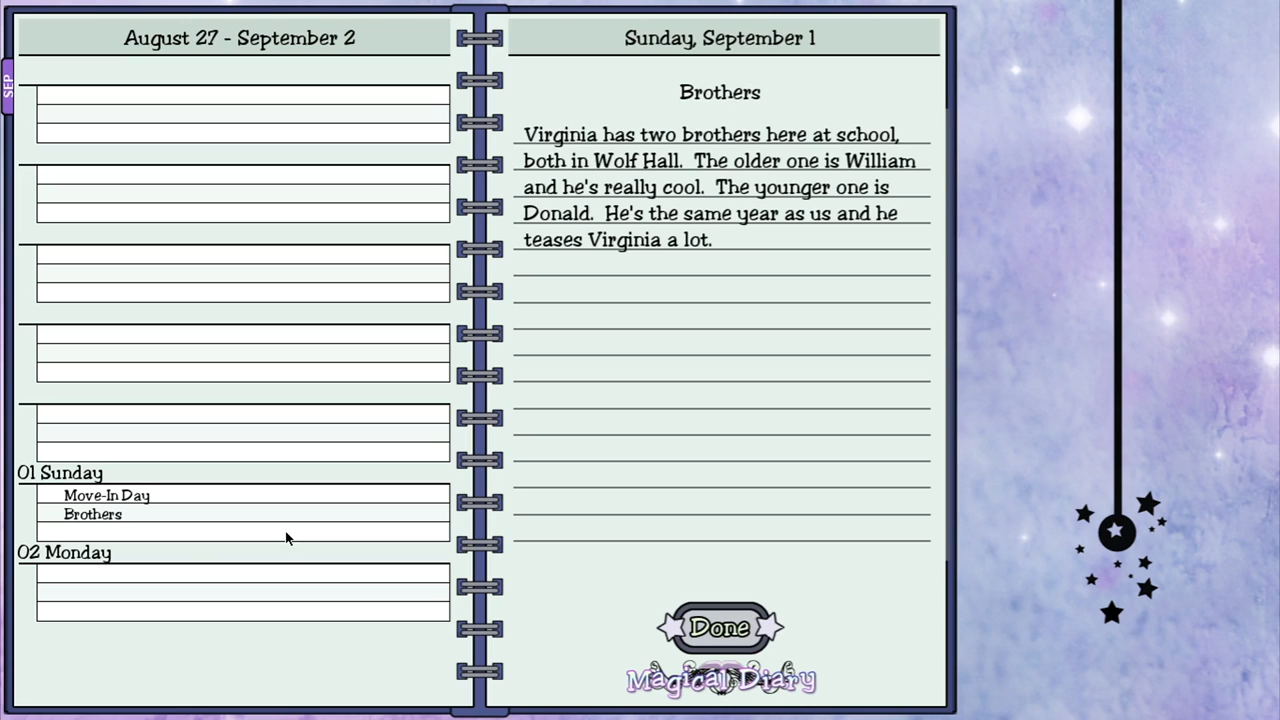 August 27 - September 2
SEP
01 Sunday
Move-In Day
Brothers
02 Monday
Sunday, September 1
Brothers
Virginia has two brothers here at school,
both in Wolf Hall.  The older one is William
and he's really cool.  The younger one is
Donald.  He's the same year as us and he
teases Virginia a lot.
Done
Magical Diary